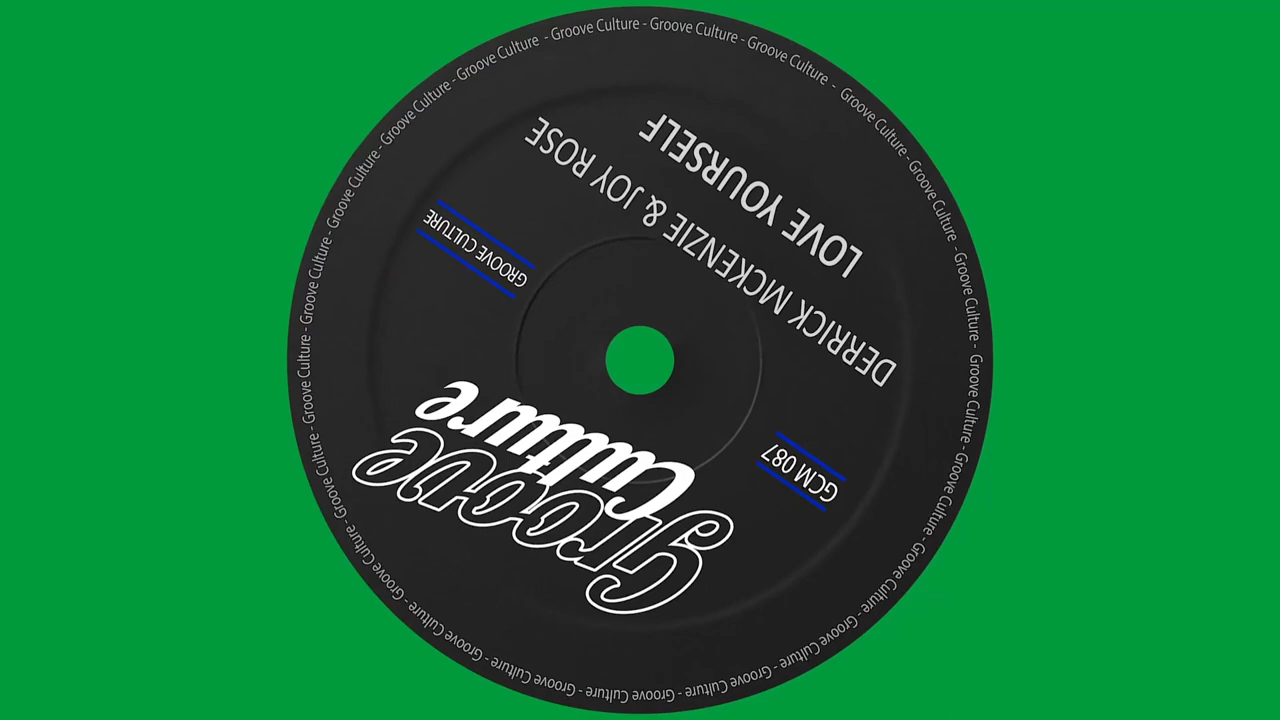 groove
Culture
GCM 087
GROOVE CULTURE
DERRICK MCKENZIE & JOY ROSE
LOVE YOURSELF
Groove Culture - Groove Culture - Groove Culture - Groove Culture - Groove Culture - Groove Culture - Groove Culture - Groove Culture - Groove Culture - Groove Culture - Groove Culture - Groove Culture - Groove Culture - Groove Culture - Groove Culture - Groove Culture - Groove Culture - Groove Culture - Groove Culture - Groove Culture - Groove Culture - Groove Culture -